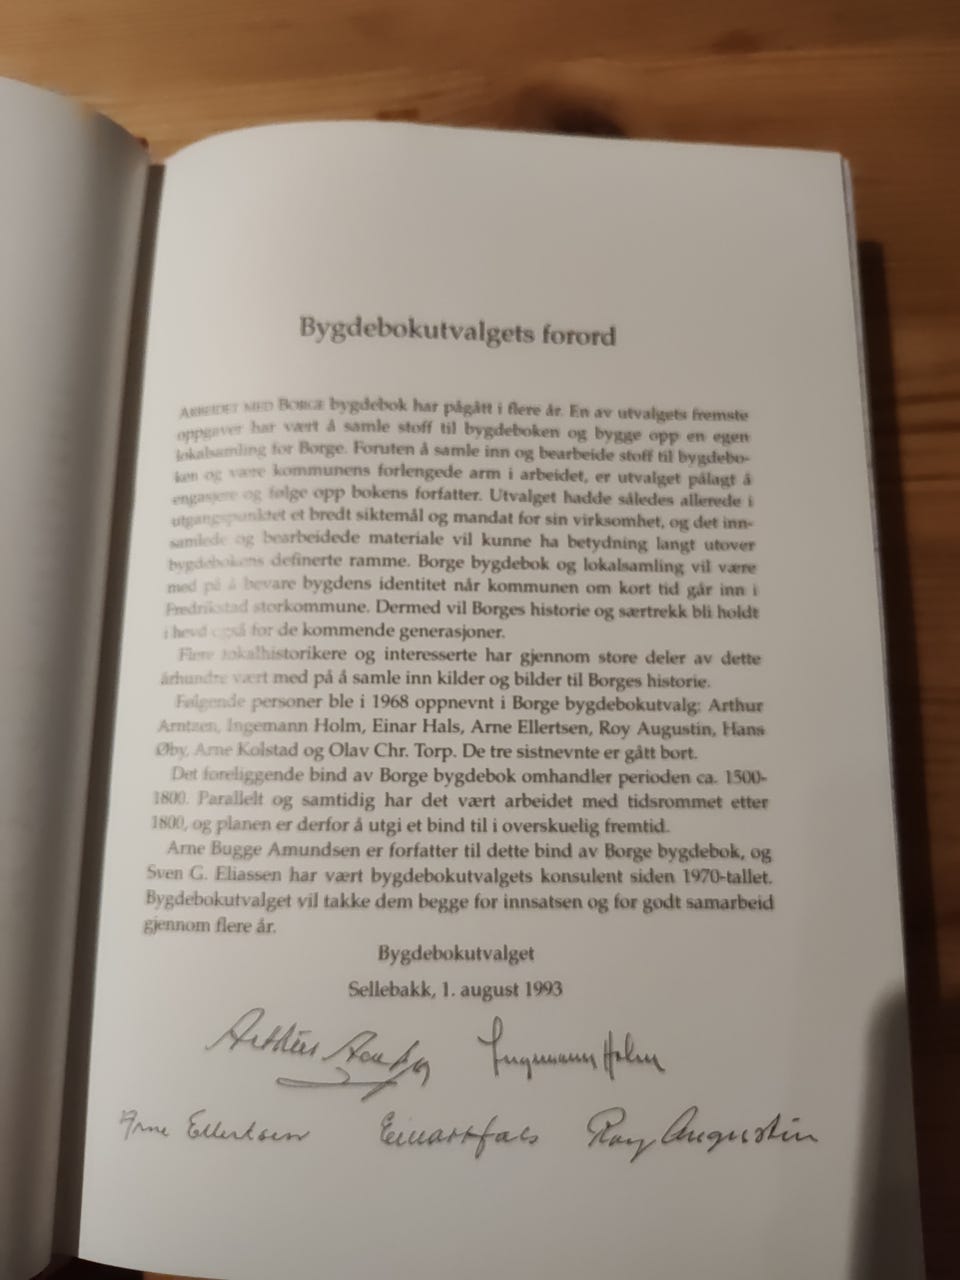 Bygdebokutvalgets forord
ARBEIDET MED BORGE bygdebok har pågått i flere år. En av utvalgets fremste
oppgaver har vært å samle stoff til bygdeboken og bygge opp en egen
lokalsamling for Borge. Foruten å samle inn og bearbeide stoff til bygdebo-
ken og være kommunens forlengede arm i arbeidet, er utvalget pålagt å
engasjere og følge opp bokens forfatter. Utvalget hadde således allerede i
utgangspunktet et bredt siktemål og mandat for sin virksomhet, og det inn-
samlede og bearbeidede materiale vil kunne ha betydning langt utover
bygdebokens definerte ramme. Borge bygdebok og lokalsamling vil være
med på å bevare bygdens identitet når kommunen om kort tid går inn i
Fredrikstad storkommune. Dermed vil Borges historie og særtrekk bli holdt
i hevd også for de kommende generasjoner.
Flere lokalhistorikere og interesserte har gjennom store deler av dette
århundre vært med på å samle inn kilder og bilder til Borges historie.
Følgende personer ble i 1968 oppnevnt i Borge bygdebokutvalg: Arthur
Arntzen, Ingemann Holm, Einar Hals, Arne Ellertsen, Roy Augustin, Hans
Øby, Arne Kolstad og Olav Chr. Torp. De tre sistnevnte er gått bort.
Det foreliggende bind av Borge bygdebok omhandler perioden ca. 1500-
1800. Parallelt og samtidig har det vært arbeidet med tidsrommet etter
1800, og planen er derfor å utgi et bind til i overskuelig fremtid.
Arne Bugge Amundsen er forfatter til dette bind av Borge bygdebok, og
Sven G. Eliassen har vært bygdebokutvalgets konsulent siden 1970-tallet.
Bygdebokutvalget vil takke dem begge for innsatsen og for godt samarbeid
gjennom flere år.
Bygdebokutvalget
Sellebakk, 1. august 1993
Arthur Arntzen Ingemann Holm
Arne Ellertsen Einar Hals Roy Augustin